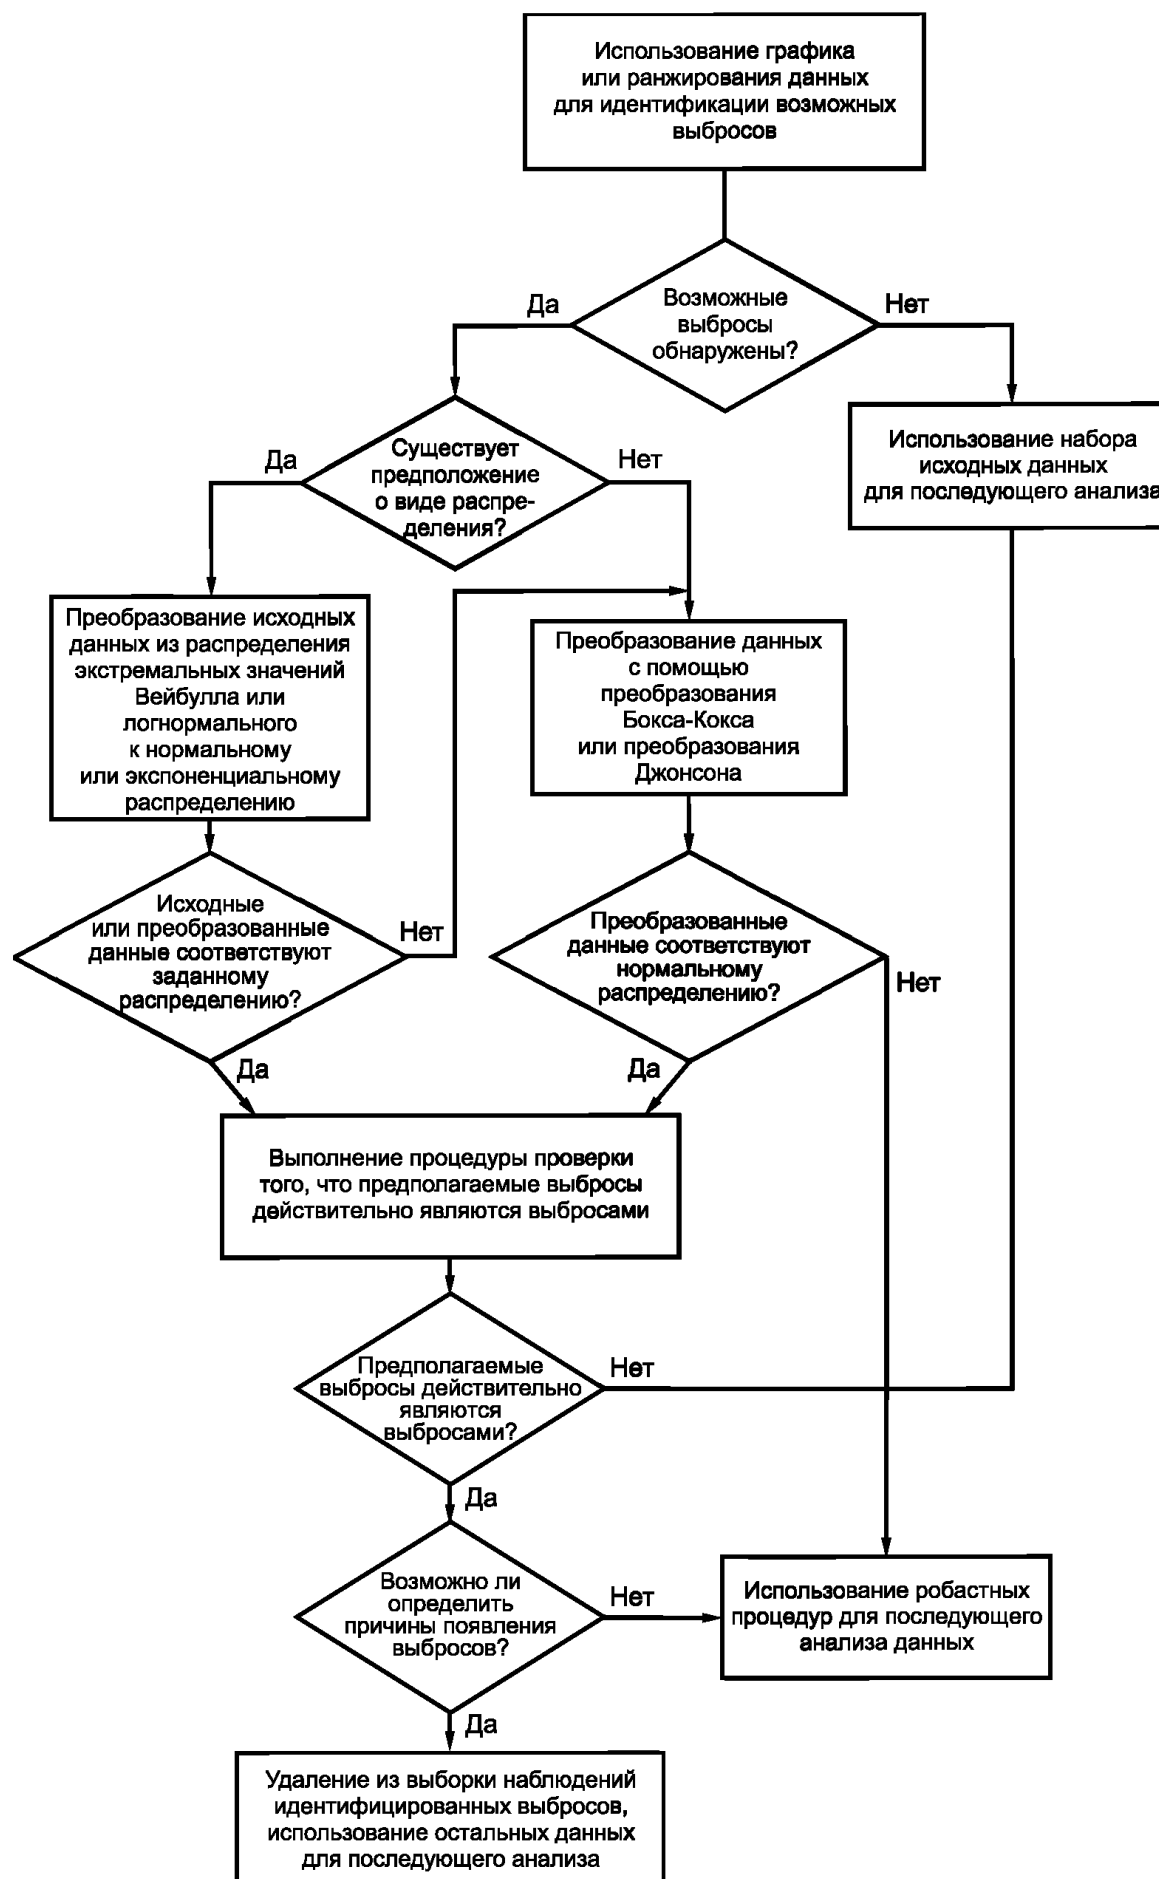 Использование графика
или ранжирования данных
для идентификации возможных
выбросов
Да
Возможные
выбросы
обнаружены?
Нет
Да
Существует
предположение
о виде распре-
деления?
Нет
Использование набора
исходных данных
для последующего анализа
Преобразование исходных
данных из распределения
экстремальных значений
Вейбулла или
логнормального
к нормальному
или экспоненциальному
распределению
Преобразование данных
с помощью
преобразования
Бокса-Кокса
или преобразования
Джонсона
Исходные
или преобразованные
данные соответствуют
заданному
распределению?
Нет
Преобразованные
данные соответствуют
нормальному
распределению?
Нет
Да
Да
Выполнение процедуры проверки
того, что предполагаемые выбросы
действительно являются выбросами
Предполагаемые
выбросы действительно
являются
выбросами?
Нет
Да
Возможно ли
определить
причины появления
выбросов?
Нет
Использование робастных
процедур для последующего
анализа данных
Да
Удаление из выборки наблюдений
идентифицированных выбросов,
использование остальных данных
для последующего анализа